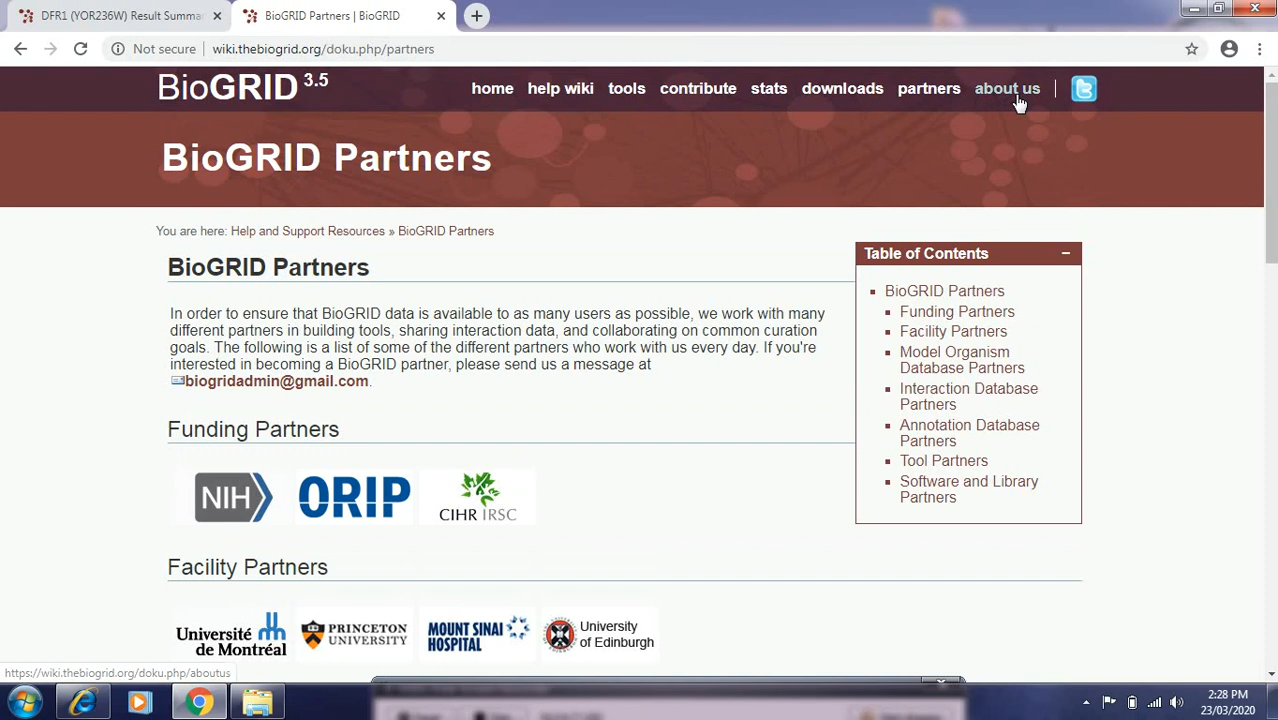 DFR1 (YOR236W) Result Summar
BioGRID Partners | BioGRID
Not secure
wiki.thebiogrid.org/doku.php/partners
BioGRID 3.5
home help wiki tools contribute stats downloads partners about us
BioGRID Partners
You are here: Help and Support Resources » BioGRID Partners
BioGRID Partners
In order to ensure that BioGRID data is available to as many users as possible, we work with many
different partners in building tools, sharing interaction data, and collaborating on common curation
goals. The following is a list of some of the different partners who work with us every day. If you're
interested in becoming a BioGRID partner, please send us a message at
biogridadmin@gmail.com.
Table of Contents
BioGRID Partners
Funding Partners
Facility Partners
Model Organism
Database Partners
Interaction Database
Partners
Annotation Database
Partners
Tool Partners
Software and Library
Partners
Funding Partners
NIH
ORIP
CIHR IRSC
Facility Partners
Université
de Montréal
PRINCETON
UNIVERSITY
MOUNT SINAI
HOSPITAL
University
of Edinburgh
https://wiki.thebiogrid.org/doku.php/aboutus
2:28 PM
23/03/2020